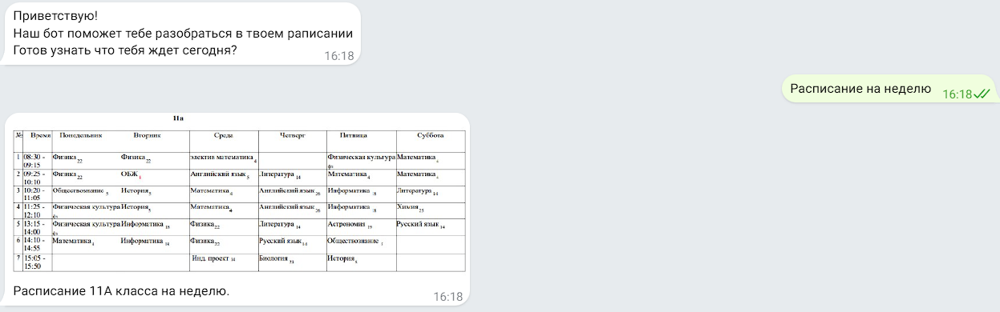 Приветствую!
Наш бот поможет тебе разобраться в твоем раписании
Готов узнать что тебя ждет сегодня?
16:18
Расписание на неделю 16:18
11а
№ Время Понедельник Вторник Среда Четверг Пятница Суббота
1 08:30 - 09:15 Физика 22 Физика 22 электив математика 4 Физическая культура фз Математика 4
2 09:25 - 10:10 Физика 22 ОБЖ Английский язык 5 Литература 14 Математика 4 Математика 4
3 10:20 - 11:05 Обществознание 5 История 5 Математика 4 Английский язык 26 Информатика 18 Литература 14
4 11:25 - 12:10 Физическая культура фз История 5 Математика 4 Английский язык 26 Информатика 18 Химия 25
5 13:15 - 14:00 Физическая культура фз Информатика 18 Физика 22 Литература 14 Астрономия 19 Русский язык 14
6 14:10 - 14:55 Математика 4 Информатика 18 Физика 22 Русский язык 14 Обществознание
7 15:05 - 15:50 Инд. проект 14 Биология 23 История
Расписание 11А класса на неделю.
16:18